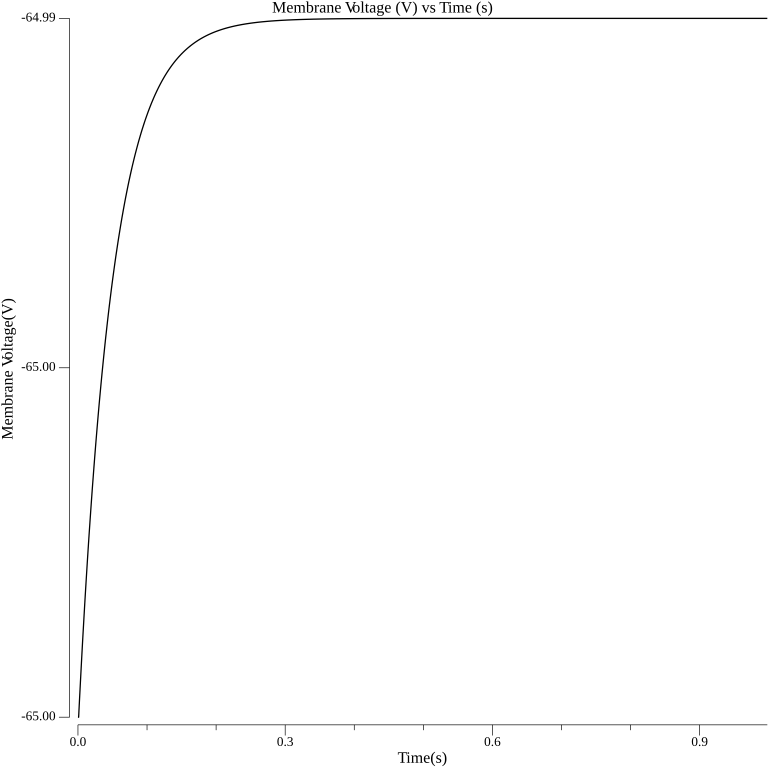 Membrane Voltage (V) vs Time (s)
-64.99
-65.00
-65.00
Membrane Voltage(V)
0.0 0.3 0.6 0.9
Time(s)